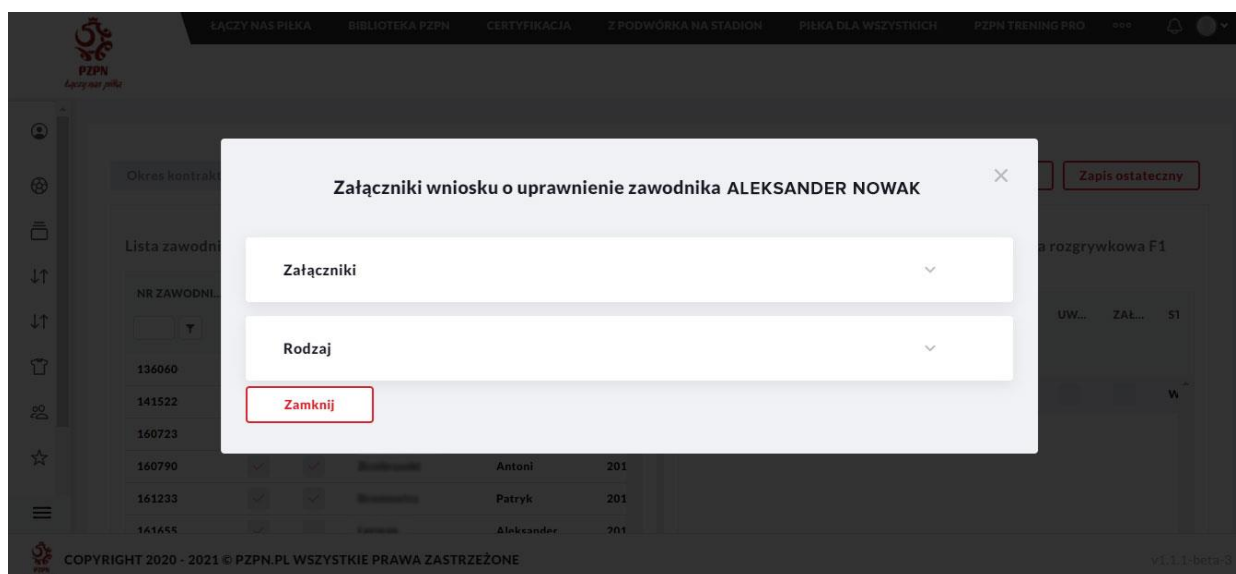 ŁĄCZY NAS PIŁKA BIBLIOTEKA PZPN CERTYFIKACJA Z PODWÓRKA NA STADION PIŁKA DLA WSZYSTKICH PZPN TRENING PRO
PZPN
Łączy nas piłka
Okres kontrakt
Zapis ostateczny
Załączniki wniosku o uprawnienie zawodnika ALEKSANDER NOWAK
Lista zawodni
a rozgrywkowa F1
Załączniki
NR ZAWODNI...
UW... ZAŁ... ST
Rodzaj
136060
141522
W
Zamknij
160723
160790 Antoni 201
161233 Patryk 201
161655 Aleksander 201
PZPN
COPYRIGHT 2020 - 2021 © PZPN.PL WSZYSTKIE PRAWA ZASTRZEŻONE
v1.1.1-beta-3